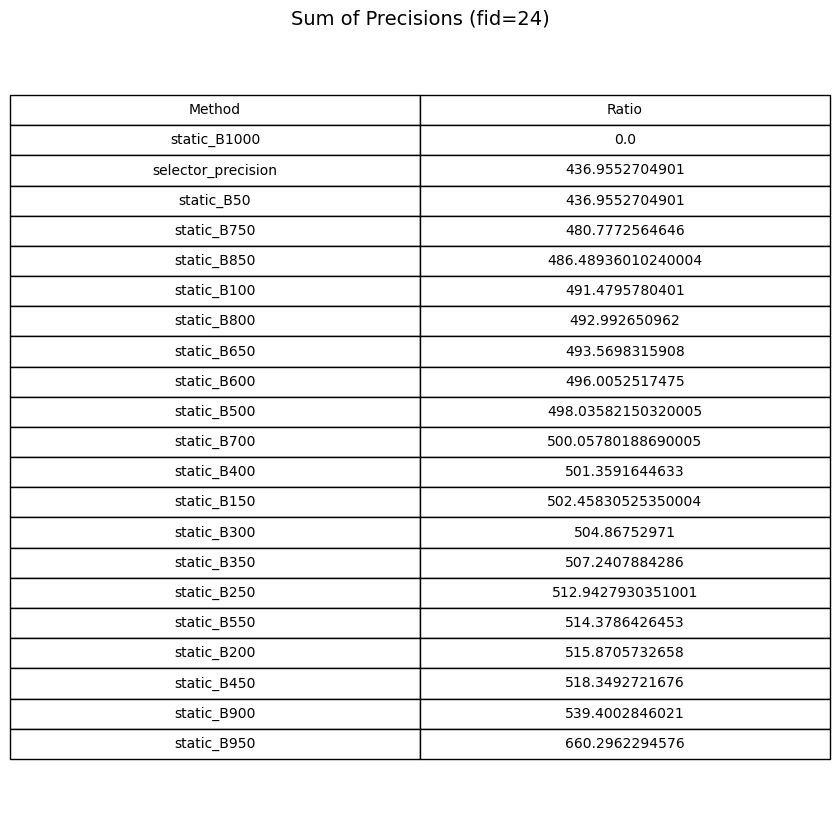 Sum of Precisions (fid=24)
Method Ratio
static_B1000 0.0
selector_precision 436.9552704901
static_B50 436.9552704901
static_B750 480.7772564646
static_B850 486.48936010240004
static_B100 491.4795780401
static_B800 492.992650962
static_B650 493.5698315908
static_B600 496.0052517475
static_B500 498.03582150320005
static_B700 500.05780188690005
static_B400 501.3591644633
static_B150 502.45830525350004
static_B300 504.86752971
static_B350 507.2407884286
static_B250 512.9427930351001
static_B550 514.3786426453
static_B200 515.8705732658
static_B450 518.3492721676
static_B900 539.4002846021
static_B950 660.2962294576